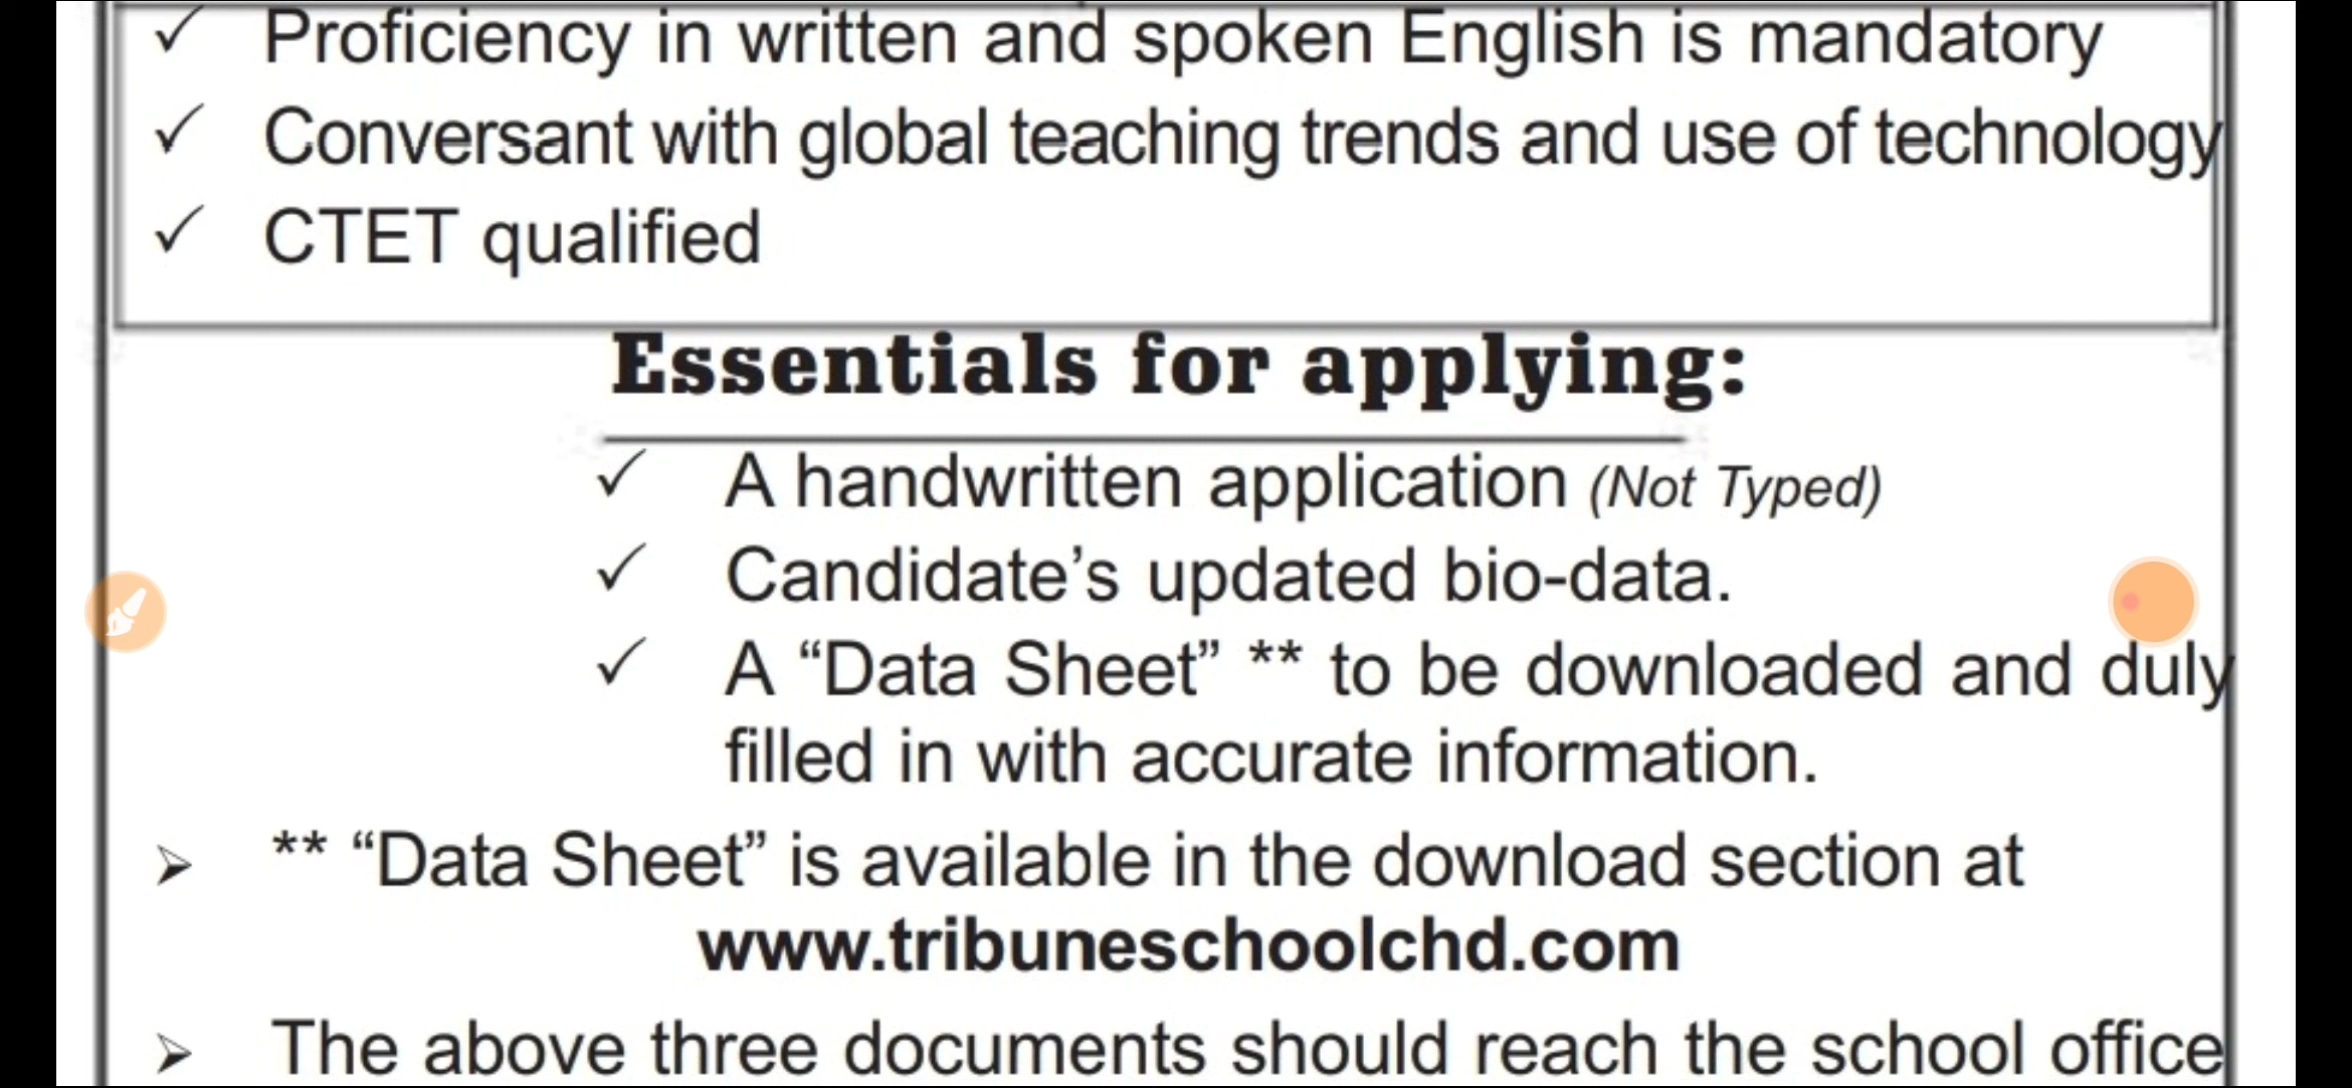 ✓ Proficiency in written and spoken English is mandatory
✓ Conversant with global teaching trends and use of technology
✓ CTET qualified
Essentials for applying:
✓ A handwritten application (Not Typed)
✓ Candidate’s updated bio-data.
✓ A “Data Sheet” ** to be downloaded and duly
filled in with accurate information.
➢ ** “Data Sheet” is available in the download section at
www.tribuneschoolchd.com
➢ The above three documents should reach the school office